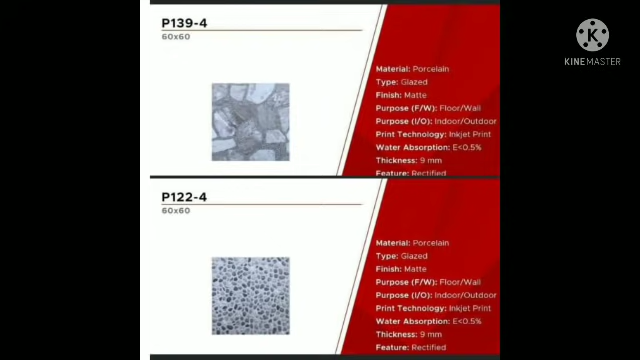 P139-4
60x60
Material: Porcelain
Type: Glazed
Finish: Matte
Purpose (F/W): Floor/Wall
Purpose (I/O): Indoor/Outdoor
Print Technology: Inkjet Print
Water Absorption: E<0.5%
Thickness: 9 mm
Feature: Rectified
P122-4
60x60
Material: Porcelain
Type: Glazed
Finish: Matte
Purpose (F/W): Floor/Wall
Purpose (I/O): Indoor/Outdoor
Print Technology: Inkjet Print
Water Absorption: E<0.5%
Thickness: 9 mm
Feature: Rectified
K
KINEMASTER